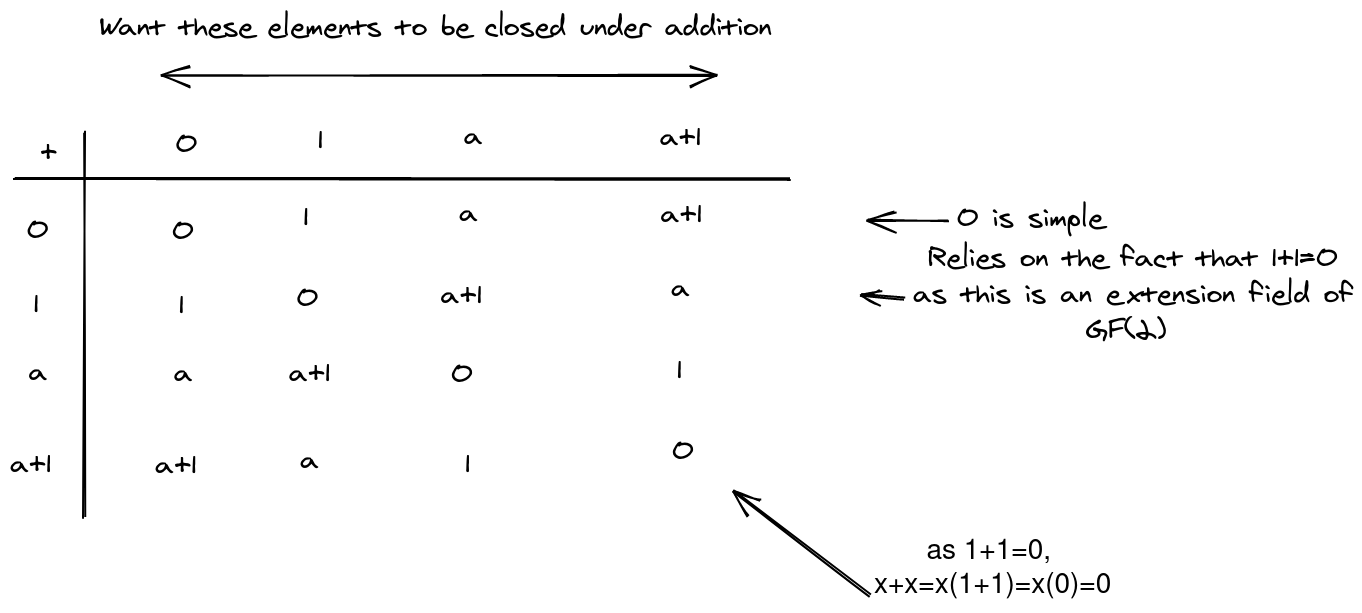 Want these elements to be closed under addition
+ 0 1 a a+1
0 0 1 a a+1
1 1 0 a+1 a
a a a+1 0 1
a+1 a+1 a 1 0
0 is simple
Relies on the fact that 1+1=0
as this is an extension field of
GF(2)
as 1+1=0,
x+x=x(1+1)=x(0)=0